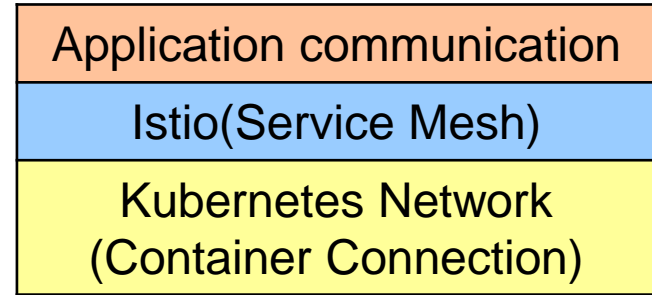 Application communication
Istio(Service Mesh)
Kubernetes Network
(Container Connection)